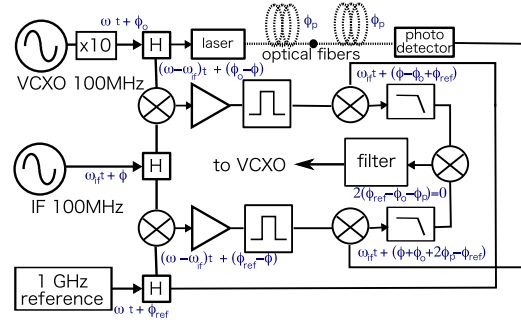 ω t + ϕo
ϕp
ϕp
x10
H
laser
photo
detector
VCXO 100MHz
optical fibers
(ω-ωif)t + (ϕo-ϕ)
ωift + (ϕ-ϕo+ϕref)
to VCXO
filter
H
ωift + ϕ
IF 100MHz
2(ϕref-ϕo-ϕp)=0
(ω-ωif)t + (ϕref-ϕ)
ωift + (ϕ+ϕo+2ϕp-ϕref)
1 GHz
reference
H
ω t + ϕref